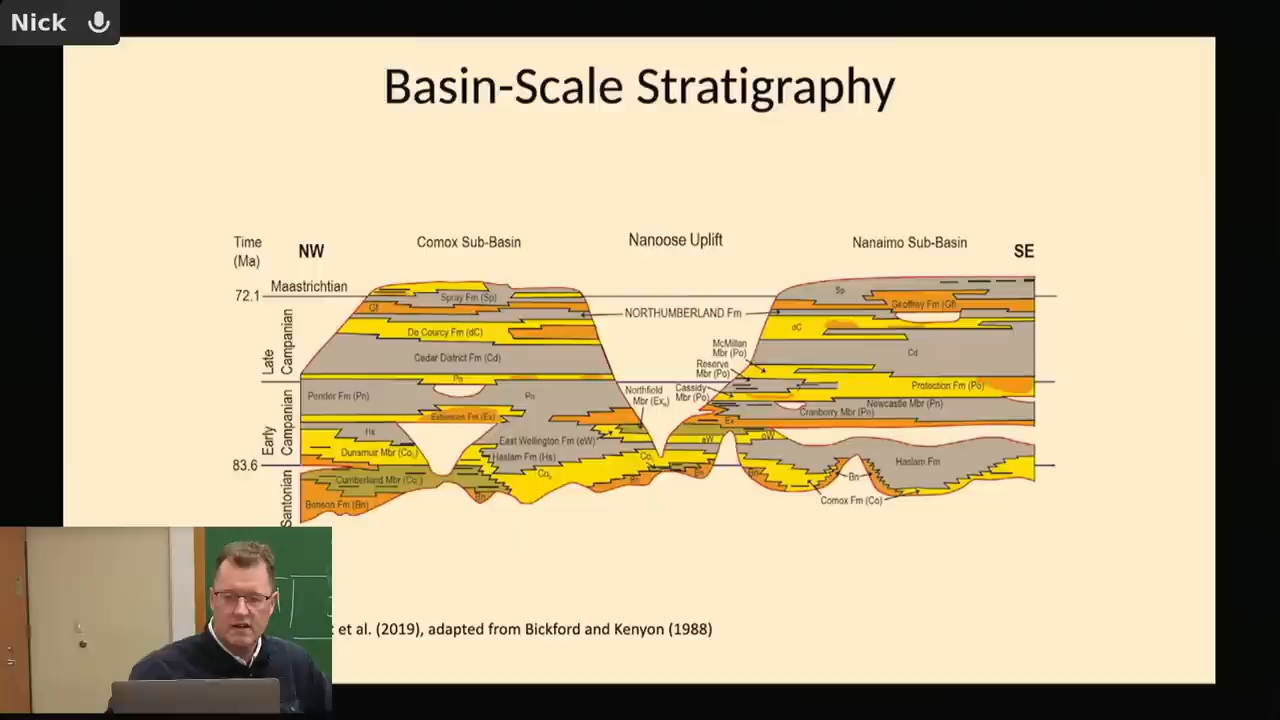 Nick
Basin-Scale Stratigraphy
Time
(Ma)
NW
Comox Sub-Basin
Nanoose Uplift
Nanaimo Sub-Basin
SE
Maastrichtian
72.1
Late
Campanian
Early
Campanian
83.6
Santonian
Spray Fm (Sp)
Gf
De Courcy Fm (dC)
Cedar District Fm (Cd)
Po
Pender Fm (Pn)
Pn
Extension Fm (Ex)
Hs
Dunsmuir Mbr (Co
Cumberland Mbr (Co
Benson Fm (Bn)
Bn
East Wellington Fm (eW)
Haslam Fm (Hs)
Co
Bn
Co
NORTHUMBERLAND Fm
Northfield
Mbr (Ex
McMillan
Mbr (Po)
Reserve
Mbr (Po)
Cassidy
Mbr (Po)
Sp
Geoffrey Fm (Gf)
dC
Cd
Protection Fm (Po)
Newcastle Mbr (Pn)
Cranberry Mbr (Pn)
Ex
eW
eW
Haslam Fm
Bn
Bn
Bn
Comox Fm (Co)
et al. (2019), adapted from Bickford and Kenyon (1988)